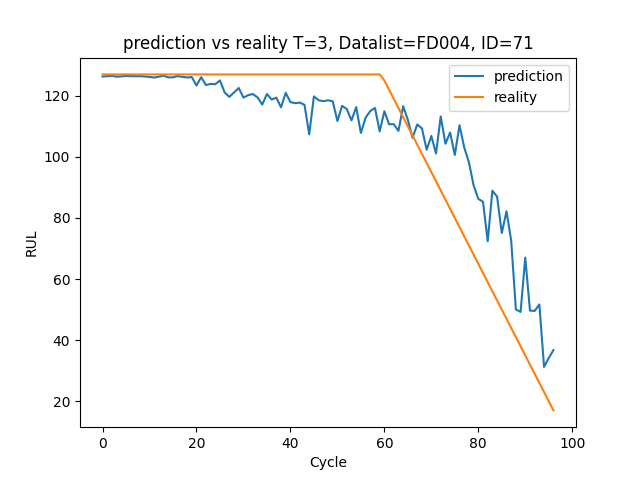 prediction vs reality T=3, Datalist=FD004, ID=71
prediction
reality
RUL
120
100
80
60
40
20
0 20 40 60 80 100
Cycle